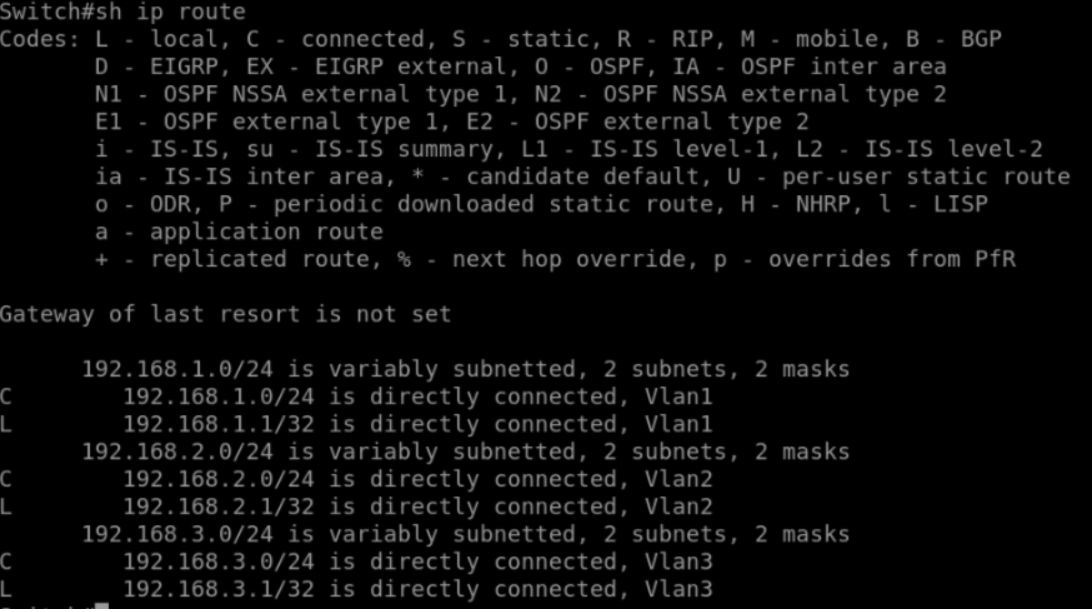 Switch#sh ip route
Codes: L - local, C - connected, S - static, R - RIP, M - mobile, B - BGP
       D - EIGRP, EX - EIGRP external, O - OSPF, IA - OSPF inter area
       N1 - OSPF NSSA external type 1, N2 - OSPF NSSA external type 2
       E1 - OSPF external type 1, E2 - OSPF external type 2
       i - IS-IS, su - IS-IS summary, L1 - IS-IS level-1, L2 - IS-IS level-2
       ia - IS-IS inter area, * - candidate default, U - per-user static route
       o - ODR, P - periodic downloaded static route, H - NHRP, l - LISP
       a - application route
       + - replicated route, % - next hop override, p - overrides from PfR

Gateway of last resort is not set

      192.168.1.0/24 is variably subnetted, 2 subnets, 2 masks
C        192.168.1.0/24 is directly connected, Vlan1
L        192.168.1.1/32 is directly connected, Vlan1
      192.168.2.0/24 is variably subnetted, 2 subnets, 2 masks
C        192.168.2.0/24 is directly connected, Vlan2
L        192.168.2.1/32 is directly connected, Vlan2
      192.168.3.0/24 is variably subnetted, 2 subnets, 2 masks
C        192.168.3.0/24 is directly connected, Vlan3
L        192.168.3.1/32 is directly connected, Vlan3